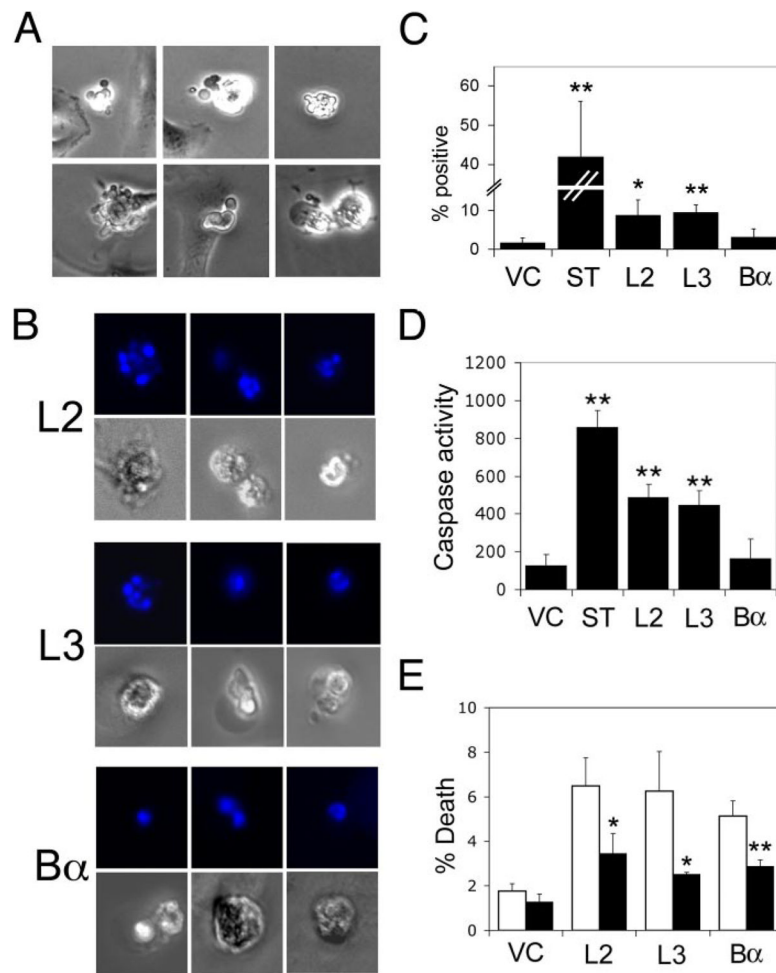 A
B
L2
L3
Bα
C
% positive
60
50
40
10
0
**
*
**
VC ST L2 L3 Bα
D
Caspase activity
1200
1000
800
600
400
200
0
**
**
**
VC ST L2 L3 Bα
E
% Death
10
8
6
4
2
0
*
*
**
VC L2 L3 Bα